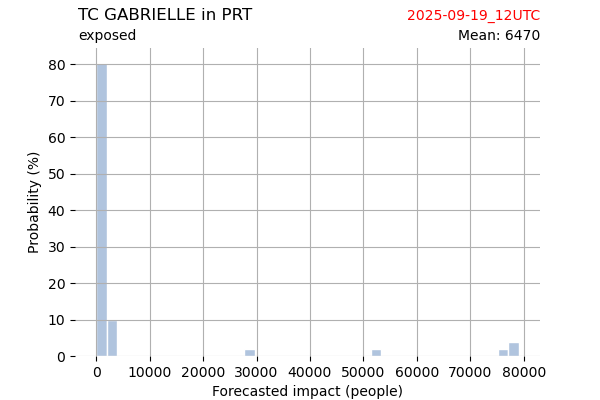 TC GABRIELLE in PRT
2025-09-19_12UTC
exposed
Mean: 6470
80
70
60
50
40
30
20
10
0
Probability (%)
0 10000 20000 30000 40000 50000 60000 70000 80000
Forecasted impact (people)